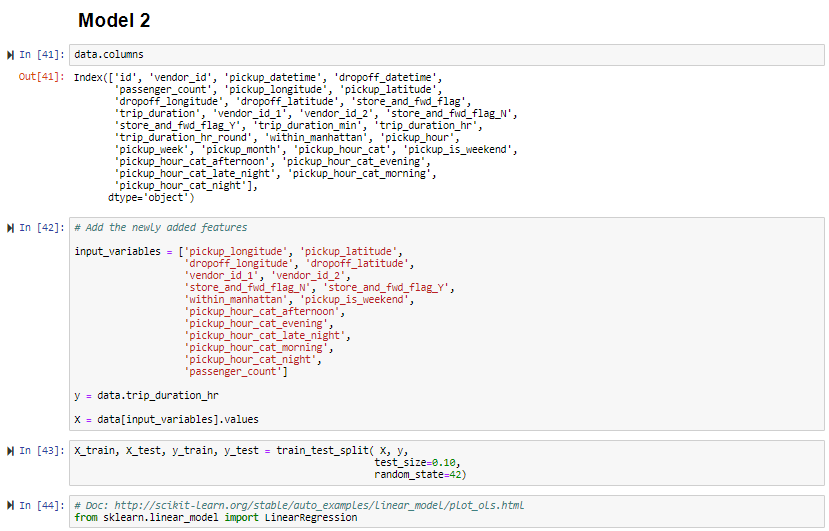 Model 2
In [41]: data.columns
Out[41]: Index(['id', 'vendor_id', 'pickup_datetime', 'dropoff_datetime',
'passenger_count', 'pickup_longitude', 'pickup_latitude',
'dropoff_longitude', 'dropoff_latitude', 'store_and_fwd_flag',
'trip_duration', 'vendor_id_1', 'vendor_id_2', 'store_and_fwd_flag_N',
'store_and_fwd_flag_Y', 'trip_duration_min', 'trip_duration_hr',
'trip_duration_hr_round', 'within_manhattan', 'pickup_hour',
'pickup_week', 'pickup_month', 'pickup_hour_cat', 'pickup_is_weekend',
'pickup_hour_cat_afternoon', 'pickup_hour_cat_evening',
'pickup_hour_cat_late_night', 'pickup_hour_cat_morning',
'pickup_hour_cat_night'],
dtype='object')
In [42]: # Add the newly added features
input_variables = ['pickup_longitude', 'pickup_latitude',
'dropoff_longitude', 'dropoff_latitude',
'vendor_id_1', 'vendor_id_2',
'store_and_fwd_flag_N', 'store_and_fwd_flag_Y',
'within_manhattan', 'pickup_is_weekend',
'pickup_hour_cat_afternoon',
'pickup_hour_cat_evening',
'pickup_hour_cat_late_night',
'pickup_hour_cat_morning',
'pickup_hour_cat_night',
'passenger_count']
y = data.trip_duration_hr
X = data[input_variables].values
In [43]: X_train, X_test, y_train, y_test = train_test_split( X, y,
test_size=0.10,
random_state=42)
In [44]: # Doc: http://scikit-learn.org/stable/auto_examples/linear_model/plot_ols.html
from sklearn.linear_model import LinearRegression